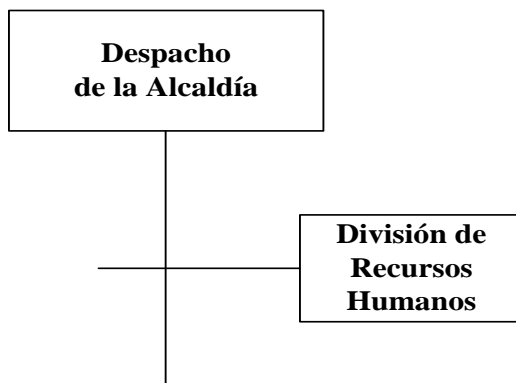 Despacho
de la Alcaldía
División de
Recursos
Humanos